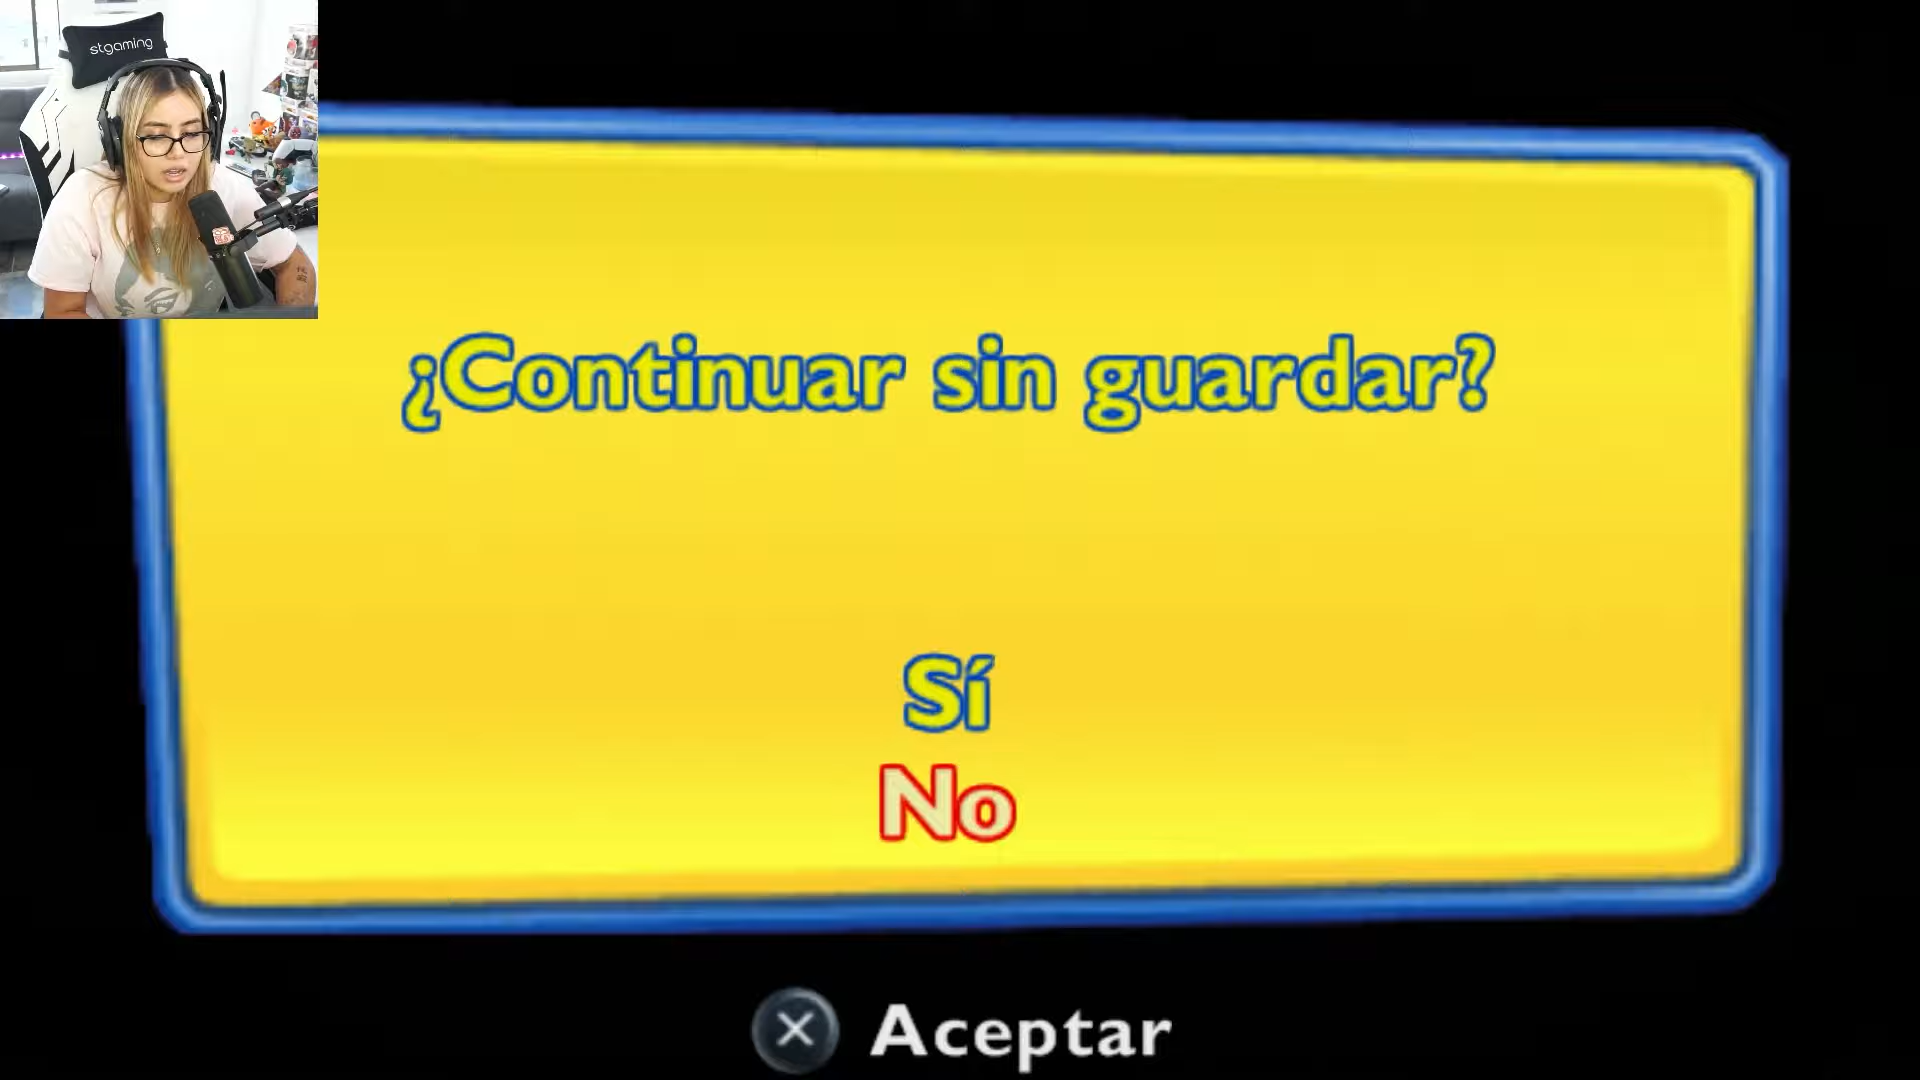 stgaming
¿Continuar sin guardar?
Sí
No
Aceptar